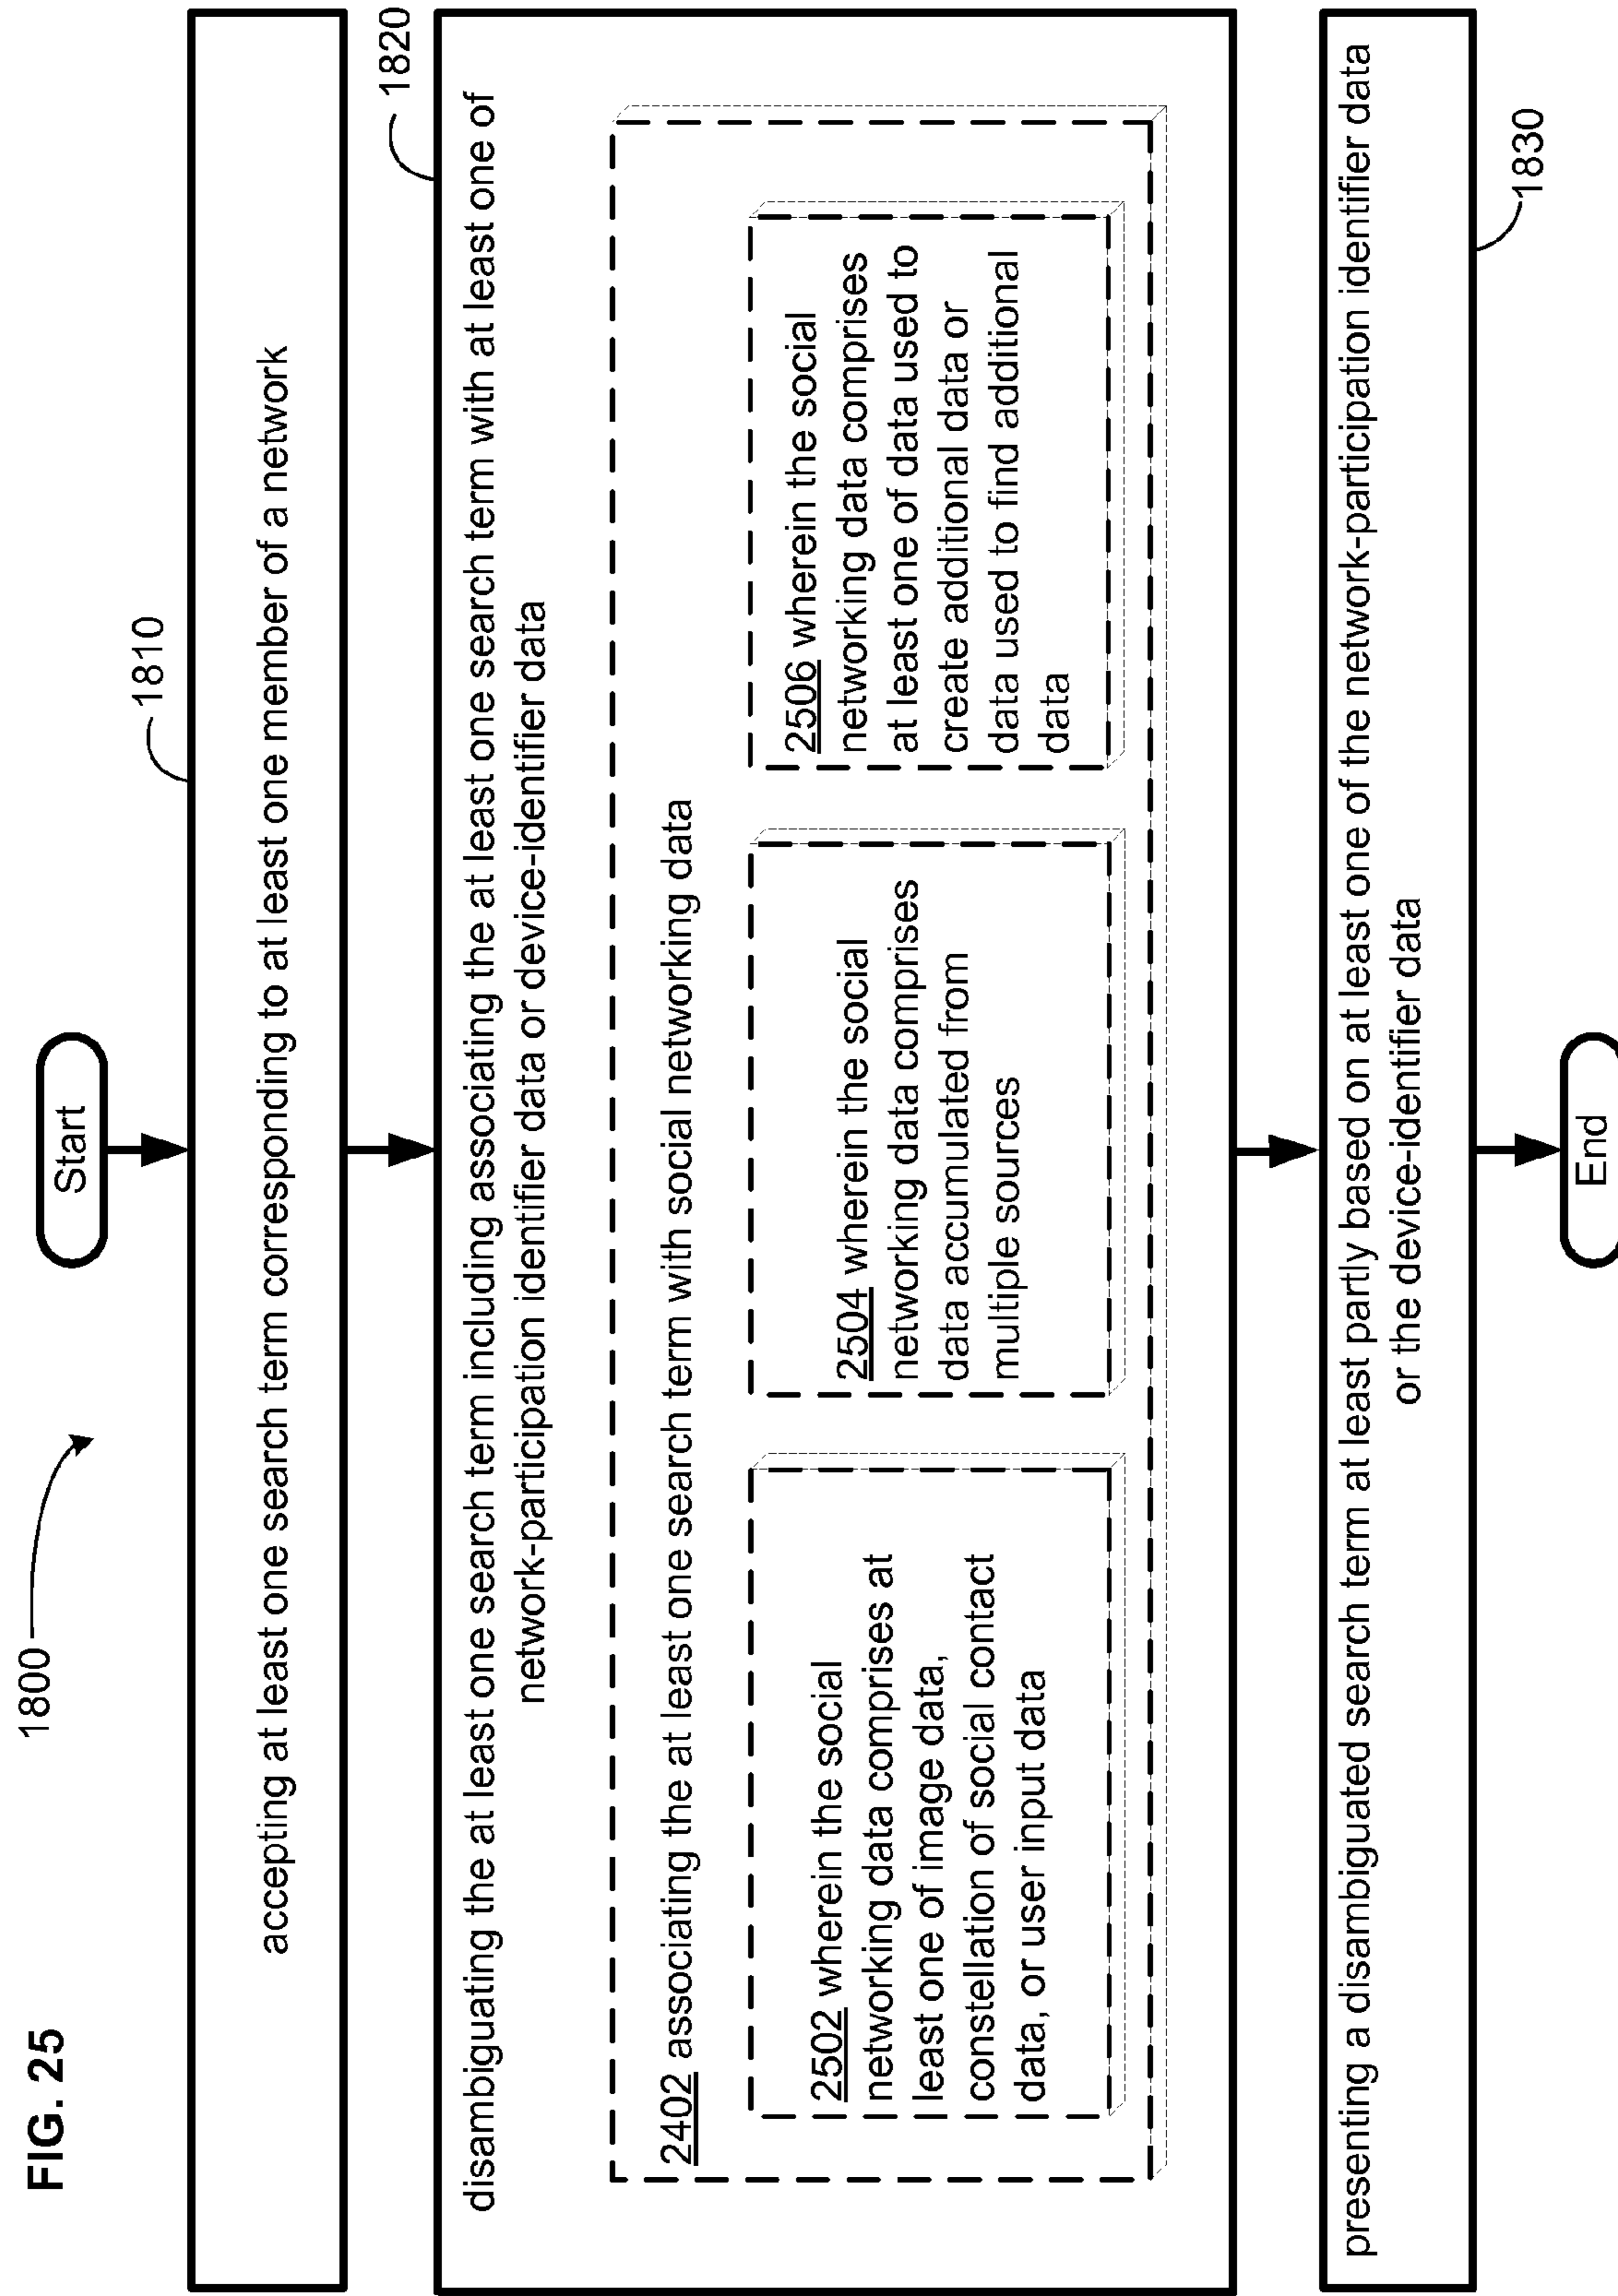 FIG. 25
1800
Start
1810
accepting at least one search term corresponding to at least one member of a network
1820
disambiguating the at least one search term including associating the at least one search term with at least one of
network-participation identifier data or device-identifier data
2402 associating the at least one search term with social networking data
2502 wherein the social
networking data comprises at
least one of image data,
constellation of social contact
data, or user input data
2504 wherein the social
networking data comprises
data accumulated from
multiple sources
2506 wherein the social
networking data comprises
at least one of data used to
create additional data or
data used to find additional
data
presenting a disambiguated search term at least partly based on at least one of the network-participation identifier data
or the device-identifier data
1830
End